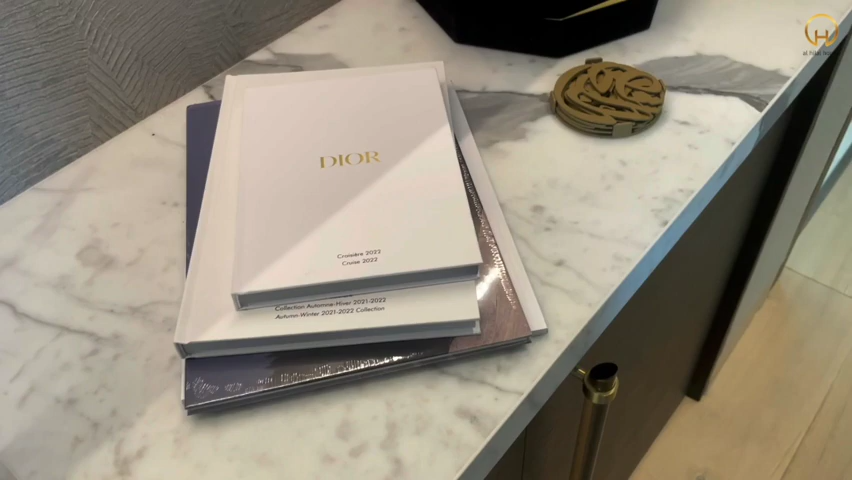 DIOR
Croisière 2022
Cruise 2022
Collection Automne-Hiver 2021-2022
Autumn-Winter 2021-2022 Collection